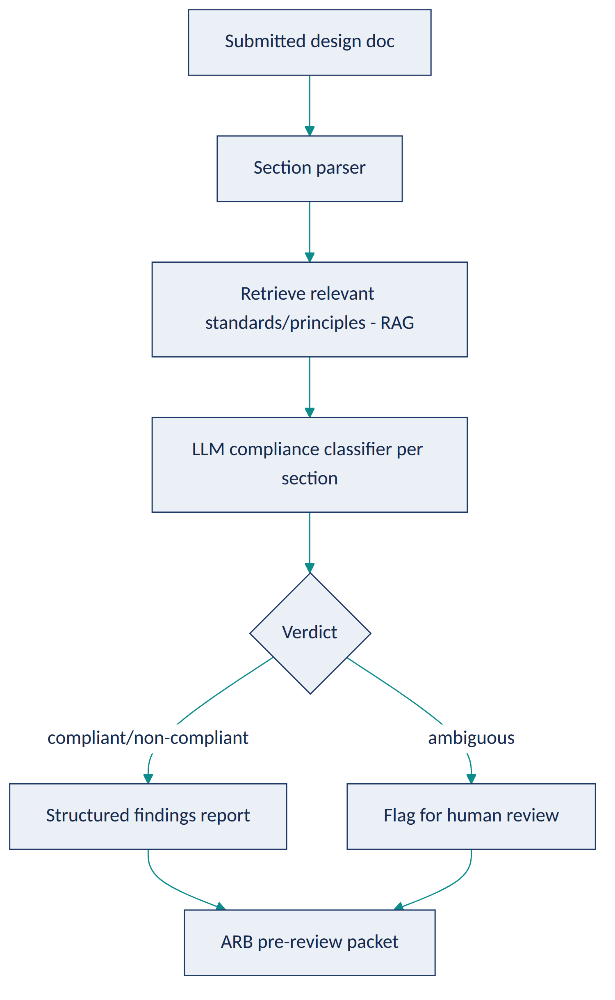 Submitted design doc
Section parser
Retrieve relevant
standards/principles - RAG
LLM compliance classifier per
section
Verdict
compliant/non-compliant
ambiguous
Structured findings report
Flag for human review
ARB pre-review packet